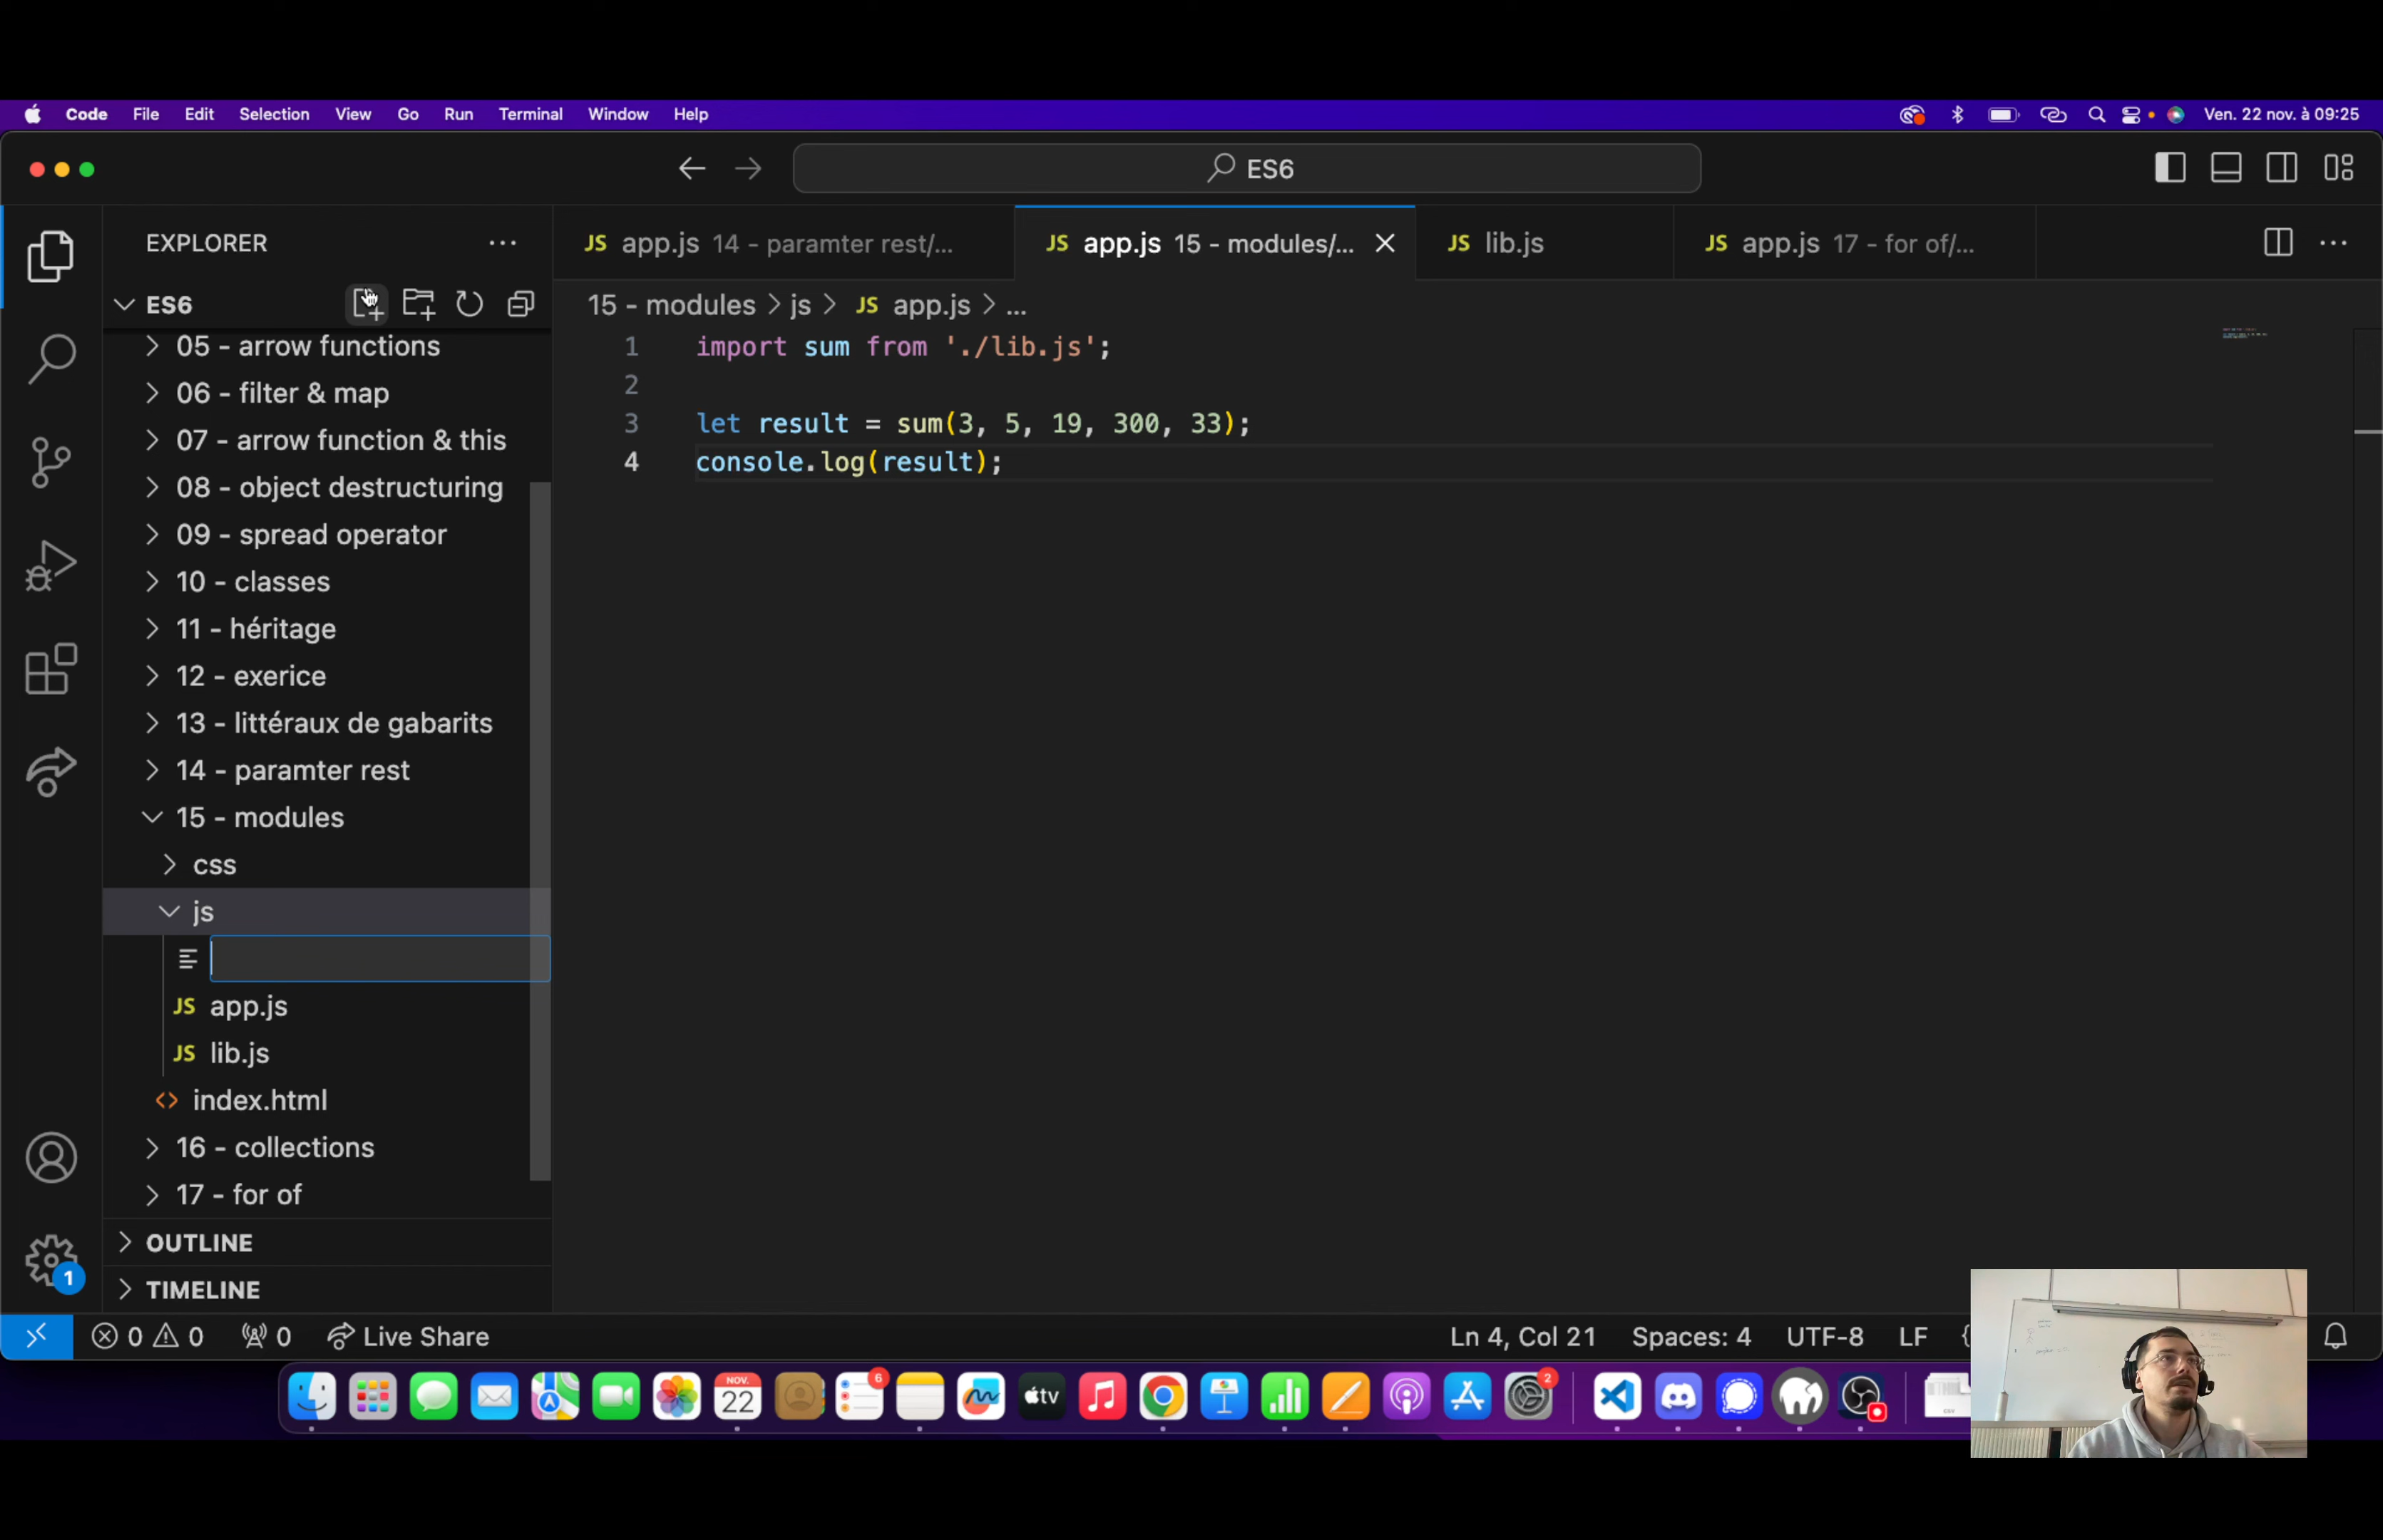 Code File Edit Selection View Go Run Terminal Window Help Ven. 22 nov. à 09:25
ES6
EXPLORER
app.js 14 - paramter rest/...
app.js 15 - modules/...
lib.js
app.js 17 - for of/...
ES6
15 - modules > js > JS app.js > ...
05 - arrow functions
06 - filter & map
07 - arrow function & this
08 - object destructuring
09 - spread operator
10 - classes
11 - héritage
12 - exerice
13 - littéraux de gabarits
14 - paramter rest
15 - modules
css
js
JS app.js
JS lib.js
<> index.html
16 - collections
17 - for of
OUTLINE
TIMELINE
1 import sum from './lib.js';
2
3 let result = sum(3, 5, 19, 300, 33);
4 console.log(result);
1
0 0 0 Live Share Ln 4, Col 21 Spaces: 4 UTF-8 LF {
NOV.
22
6
tv
2